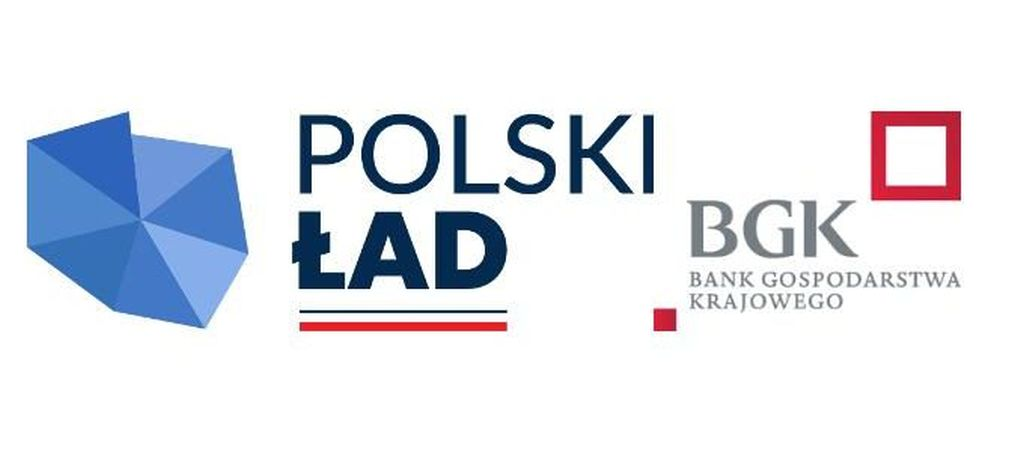 POLSKI
ŁAD
BGK
BANK GOSPODARSTWA
KRAJOWEGO